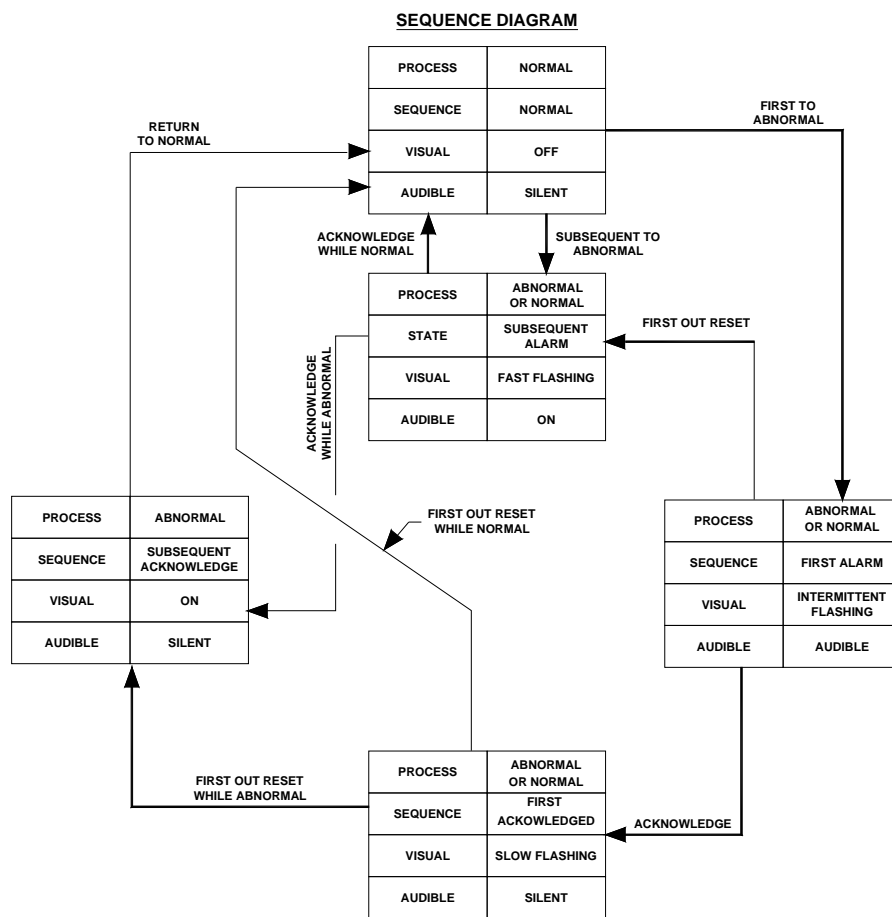 SEQUENCE DIAGRAM
PROCESS NORMAL
SEQUENCE NORMAL
VISUAL OFF
AUDIBLE SILENT
FIRST TO
ABNORMAL
RETURN
TO NORMAL
ACKNOWLEDGE
WHILE NORMAL
SUBSEQUENT TO
ABNORMAL
PROCESS ABNORMAL
OR NORMAL
STATE SUBSEQUENT
ALARM
VISUAL FAST FLASHING
AUDIBLE ON
FIRST OUT RESET
ACKNOWLEDGE
WHILE ABNORMAL
FIRST OUT RESET
WHILE NORMAL
PROCESS ABNORMAL
SEQUENCE SUBSEQUENT
ACKNOWLEDGE
VISUAL ON
AUDIBLE SILENT
PROCESS ABNORMAL
OR NORMAL
SEQUENCE FIRST ALARM
VISUAL INTERMITTENT
FLASHING
AUDIBLE AUDIBLE
FIRST OUT RESET
WHILE ABNORMAL
ACKNOWLEDGE
PROCESS ABNORMAL
OR NORMAL
SEQUENCE FIRST
ACKOWLEDGED
VISUAL SLOW FLASHING
AUDIBLE SILENT